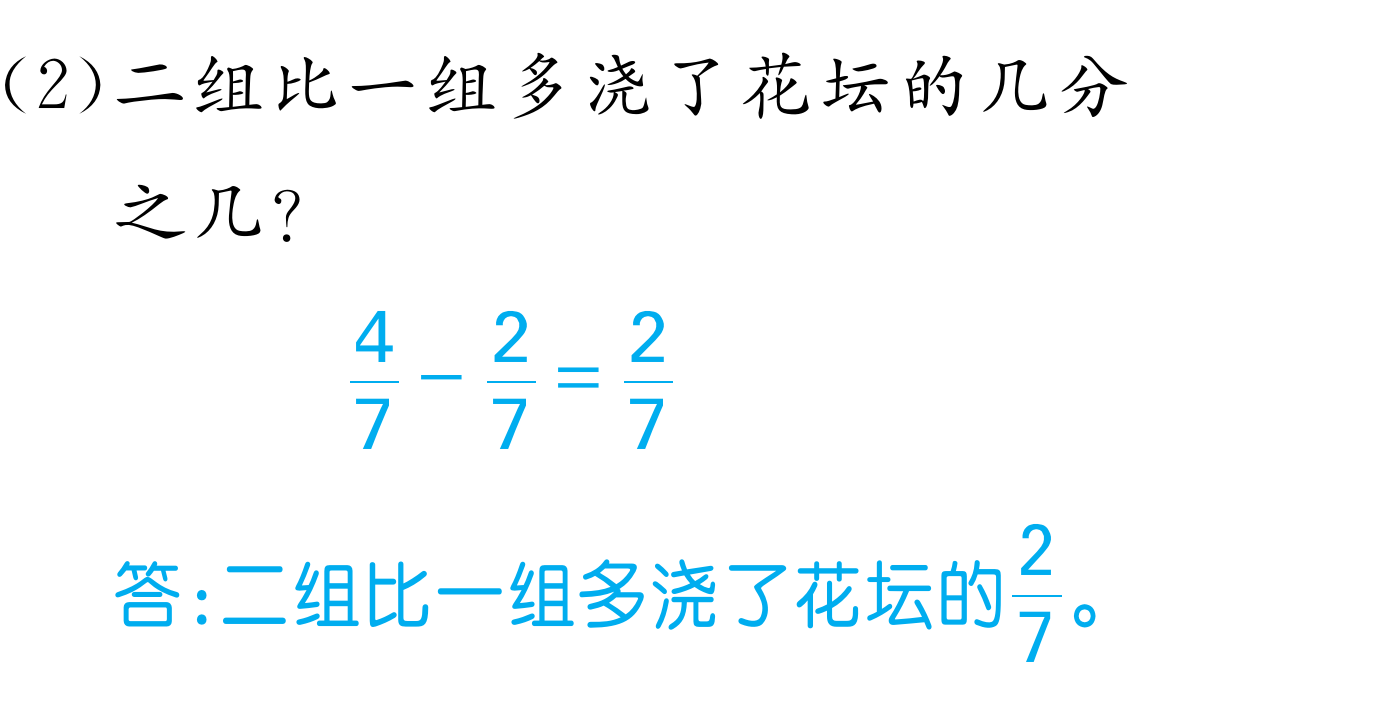 (2)二组比一组多浇了花坛的几分
之几?
4/7 - 2/7 = 2/7
答:二组比一组多浇了花坛的2/7。